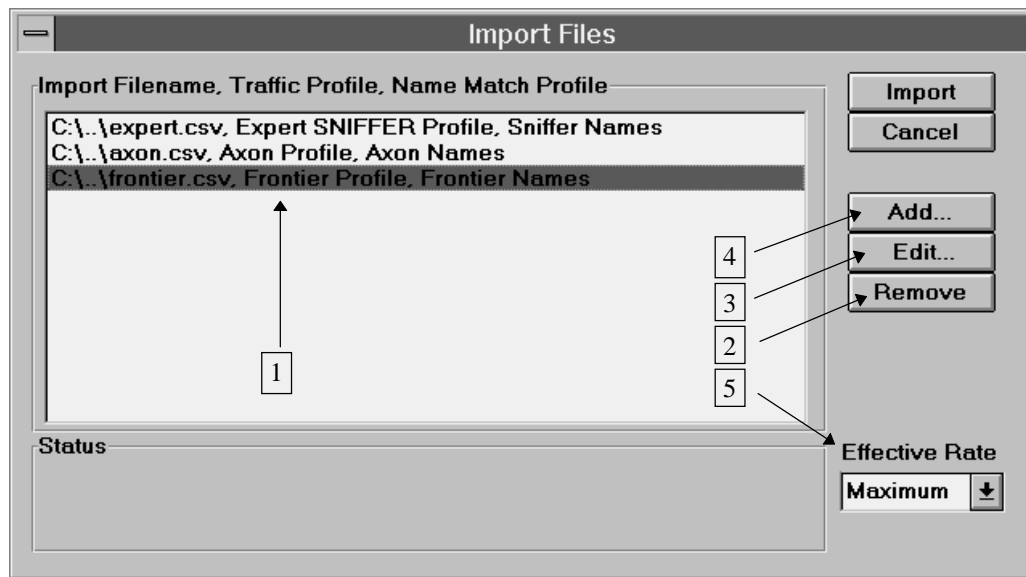 Import Files
Import Filename, Traffic Profile, Name Match Profile
C:\..\expert.csv, Expert SNIFFER Profile, Sniffer Names
C:\..\axon.csv, Axon Profile, Axon Names
C:\..\frontier.csv, Frontier Profile, Frontier Names
Import
Cancel
Add...
Edit...
Remove
4
3
2
1
5
Status
Effective Rate
Maximum